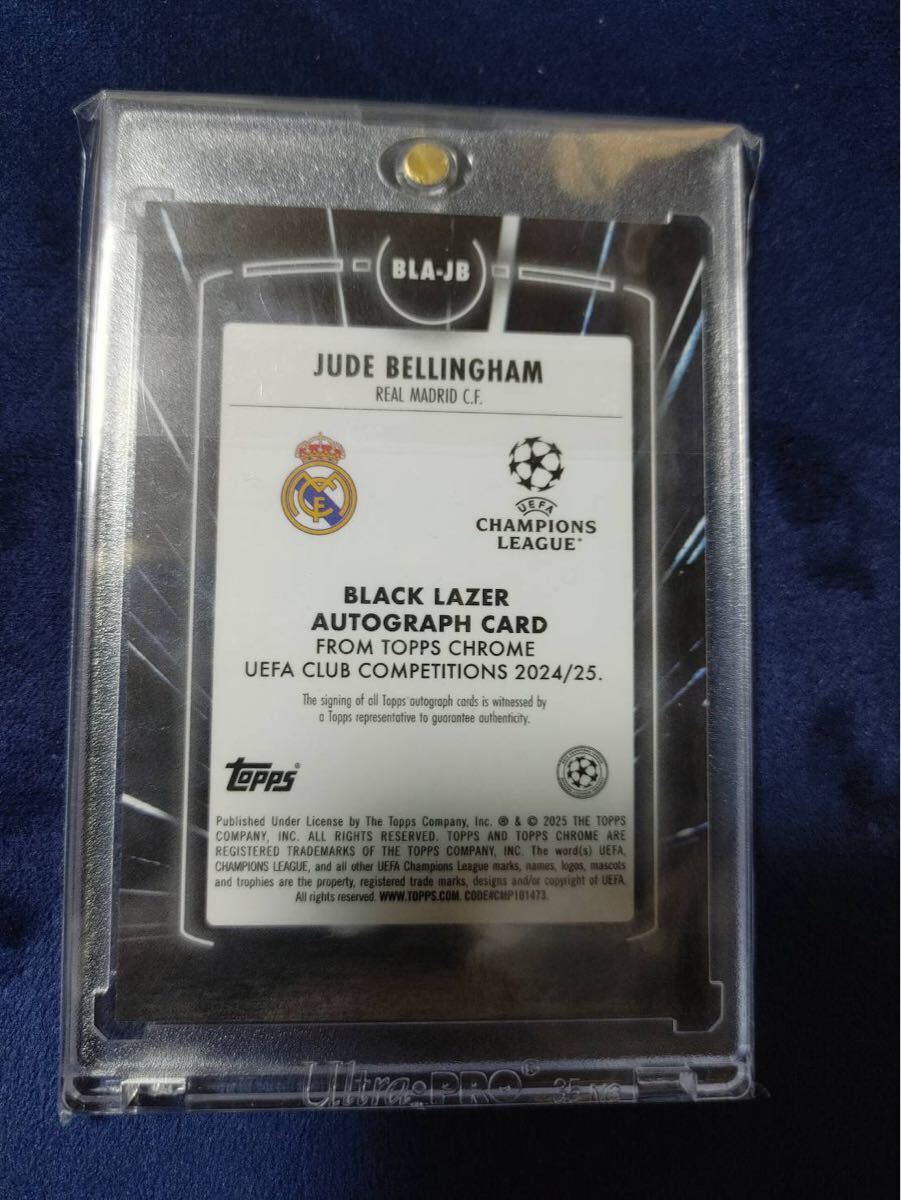 BLA-JB
JUDE BELLINGHAM
REAL MADRID C.F.
UEFA
CHAMPIONS
LEAGUE®
BLACK LAZER
AUTOGRAPH CARD
FROM TOPPS CHROME
UEFA CLUB COMPETITIONS 2024/25.
The signing of all Topps® autograph cards is witnessed by
a Topps representative to guarantee authenticity.
topps®
Published Under License by The Topps Company, Inc. ® & © 2025 THE TOPPS
COMPANY, INC. ALL RIGHTS RESERVED. TOPPS AND TOPPS CHROME ARE
REGISTERED TRADEMARKS OF THE TOPPS COMPANY, INC. The word(s) UEFA,
CHAMPIONS LEAGUE, and all other UEFA Champions League marks, names, logos, mascots
and trophies are the property, registered trade marks, designs and/or copyright of UEFA.
All rights reserved. WWW.TOPPS.COM. CODE#CMP101473.
Ultra PRO®